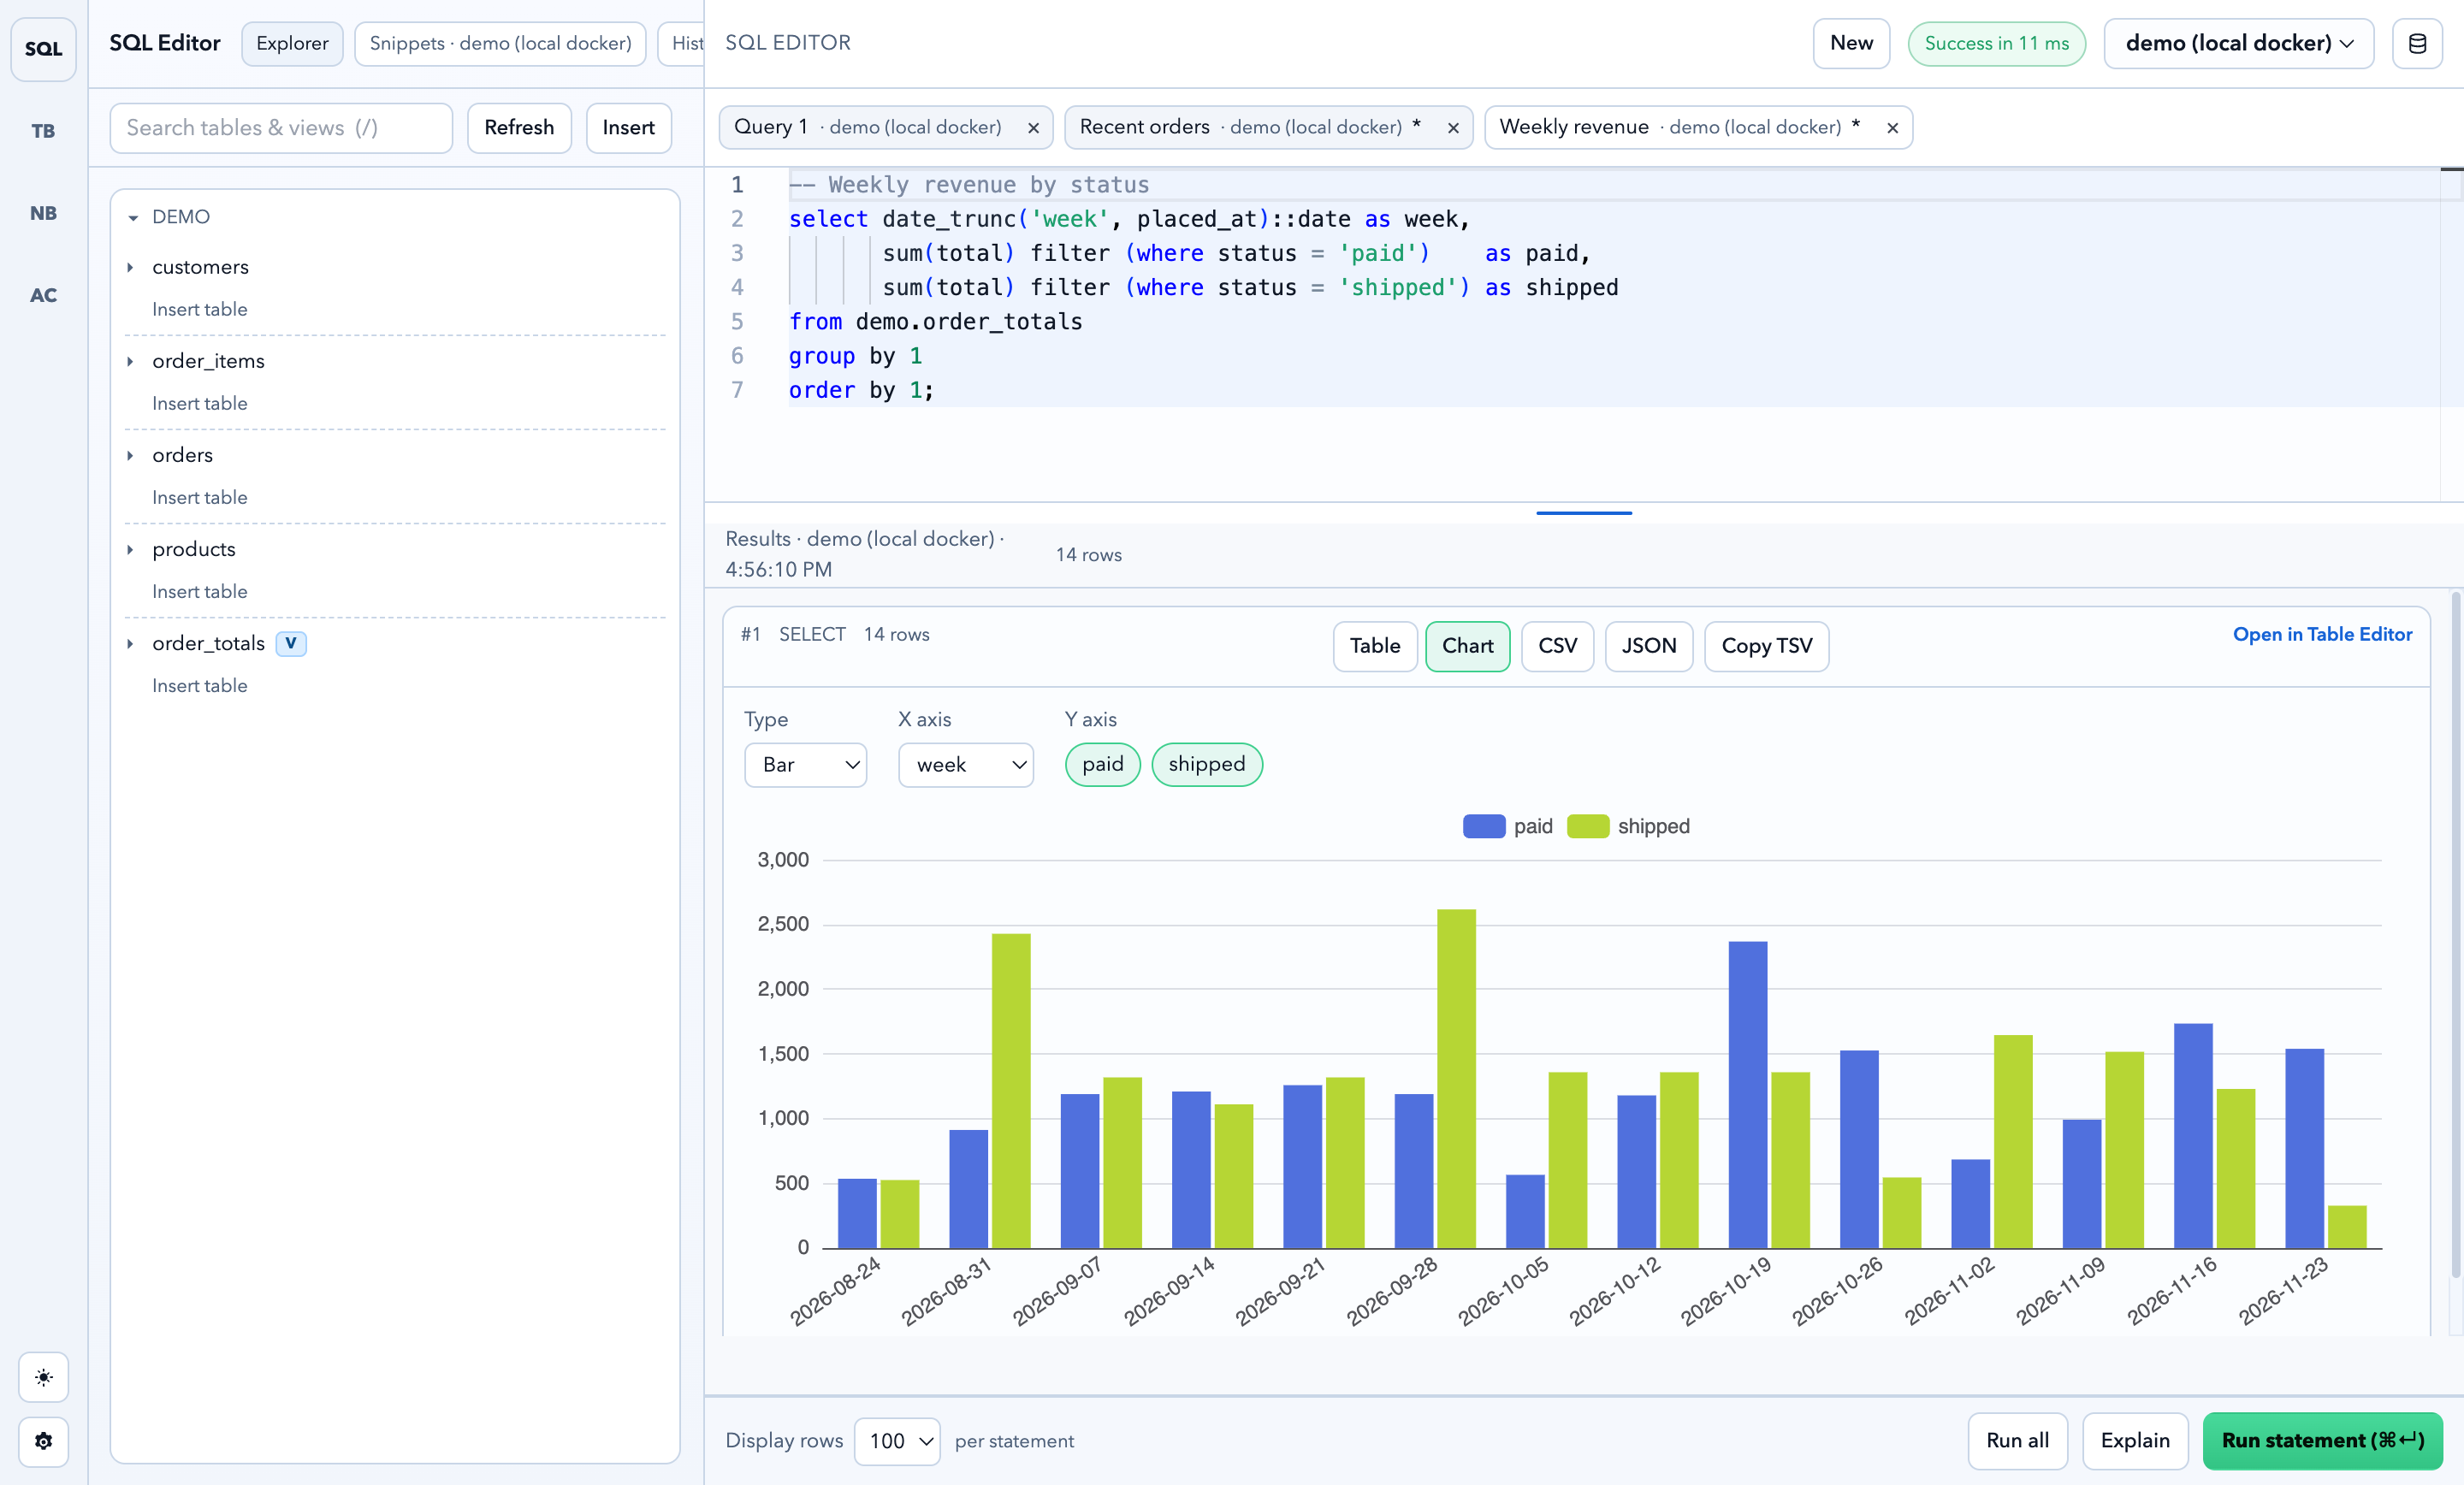 SQL
TB
NB
AC
SQL Editor
Explorer
Snippets · demo (local docker)
Hist
Search tables & views (/)
Refresh
Insert
DEMO
customers
Insert table
order_items
Insert table
orders
Insert table
products
Insert table
order_totals V
Insert table
SQL EDITOR
New
Success in 11 ms
demo (local docker)
Query 1 · demo (local docker) ×
Recent orders · demo (local docker) * ×
Weekly revenue · demo (local docker) * ×
1 -- Weekly revenue by status
2 select date_trunc('week', placed_at)::date as week,
3        sum(total) filter (where status = 'paid')    as paid,
4        sum(total) filter (where status = 'shipped') as shipped
5 from demo.order_totals
6 group by 1
7 order by 1;
Results · demo (local docker) ·
4:56:10 PM
14 rows
#1 SELECT 14 rows
Table
Chart
CSV
JSON
Copy TSV
Open in Table Editor
Type
X axis
Y axis
Bar
week
paid
shipped
paid shipped
3,000
2,500
2,000
1,500
1,000
500
0
2026-08-24
2026-08-31
2026-09-07
2026-09-14
2026-09-21
2026-09-28
2026-10-05
2026-10-12
2026-10-19
2026-10-26
2026-11-02
2026-11-09
2026-11-16
2026-11-23
Display rows 100 per statement
Run all
Explain
Run statement (⌘↵)